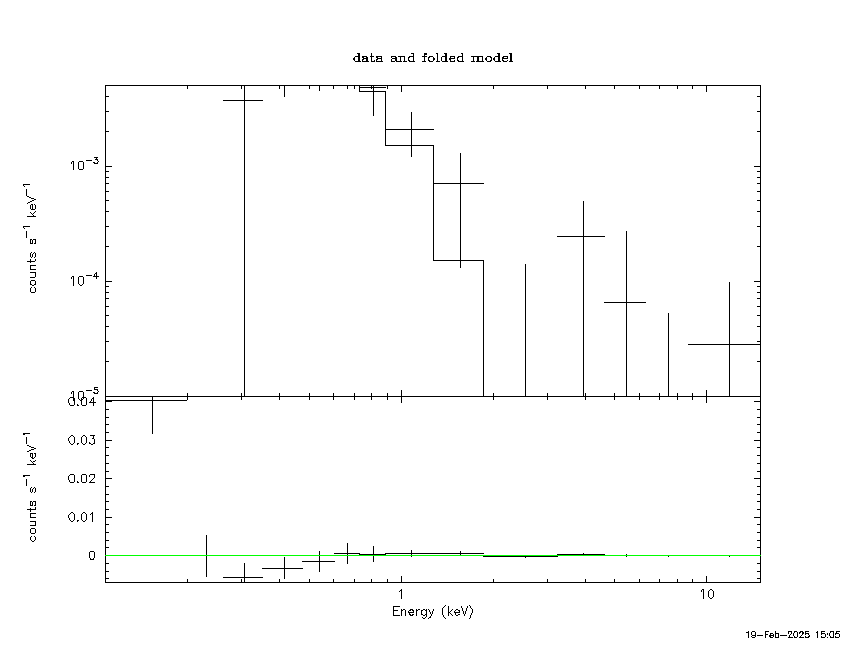 data and folded model
counts s−1 keV−1
10−3
10−4
10−5
counts s−1 keV−1
0.04
0.03
0.02
0.01
0
1 10
Energy (keV)
19−Feb−2025 15:05